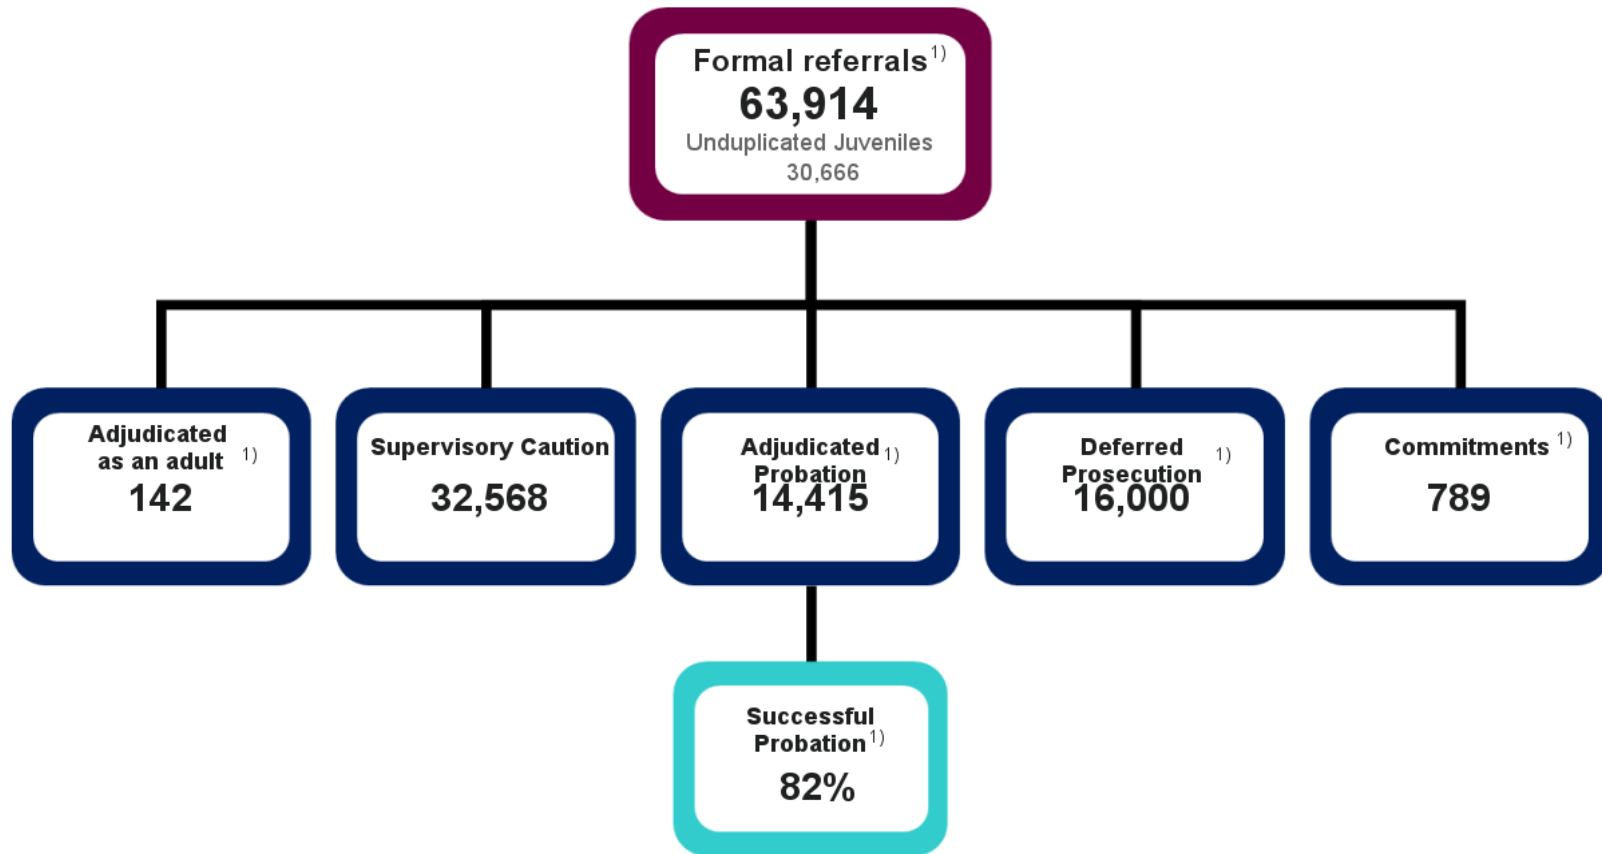 Formal referrals 1)
63,914
Unduplicated Juveniles
30,666
Adjudicated
as an adult 1)
142
Supervisory Caution
32,568
Adjudicated 1)
Probation
14,415
Deferred 1)
Prosecution
16,000
Commitments 1)
789
Successful
Probation 1)
82%